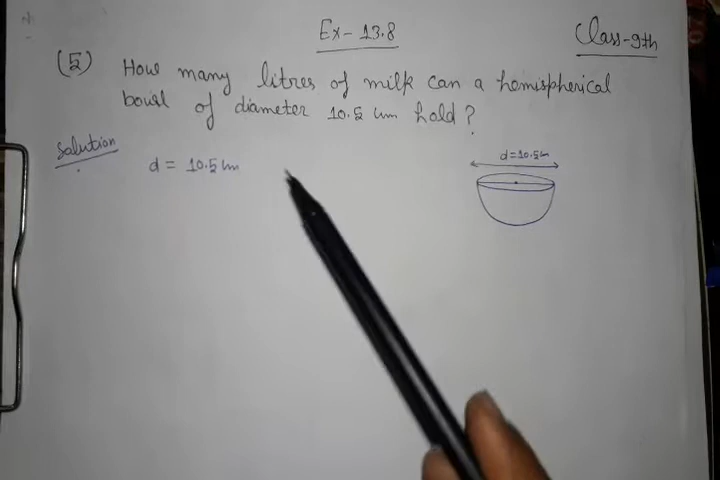 Ex-13.8
Class-9th
(5) How many litres of milk can a hemispherical
bowl of diameter 10.5 cm hold?
Solution
d = 10.5 cm
d=10.5cm